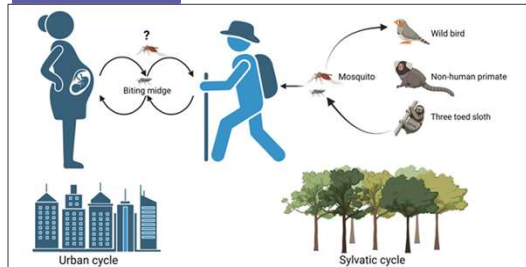 ?
Biting midge
Mosquito
Wild bird
Non-human primate
Three toed sloth
Urban cycle
Sylvatic cycle